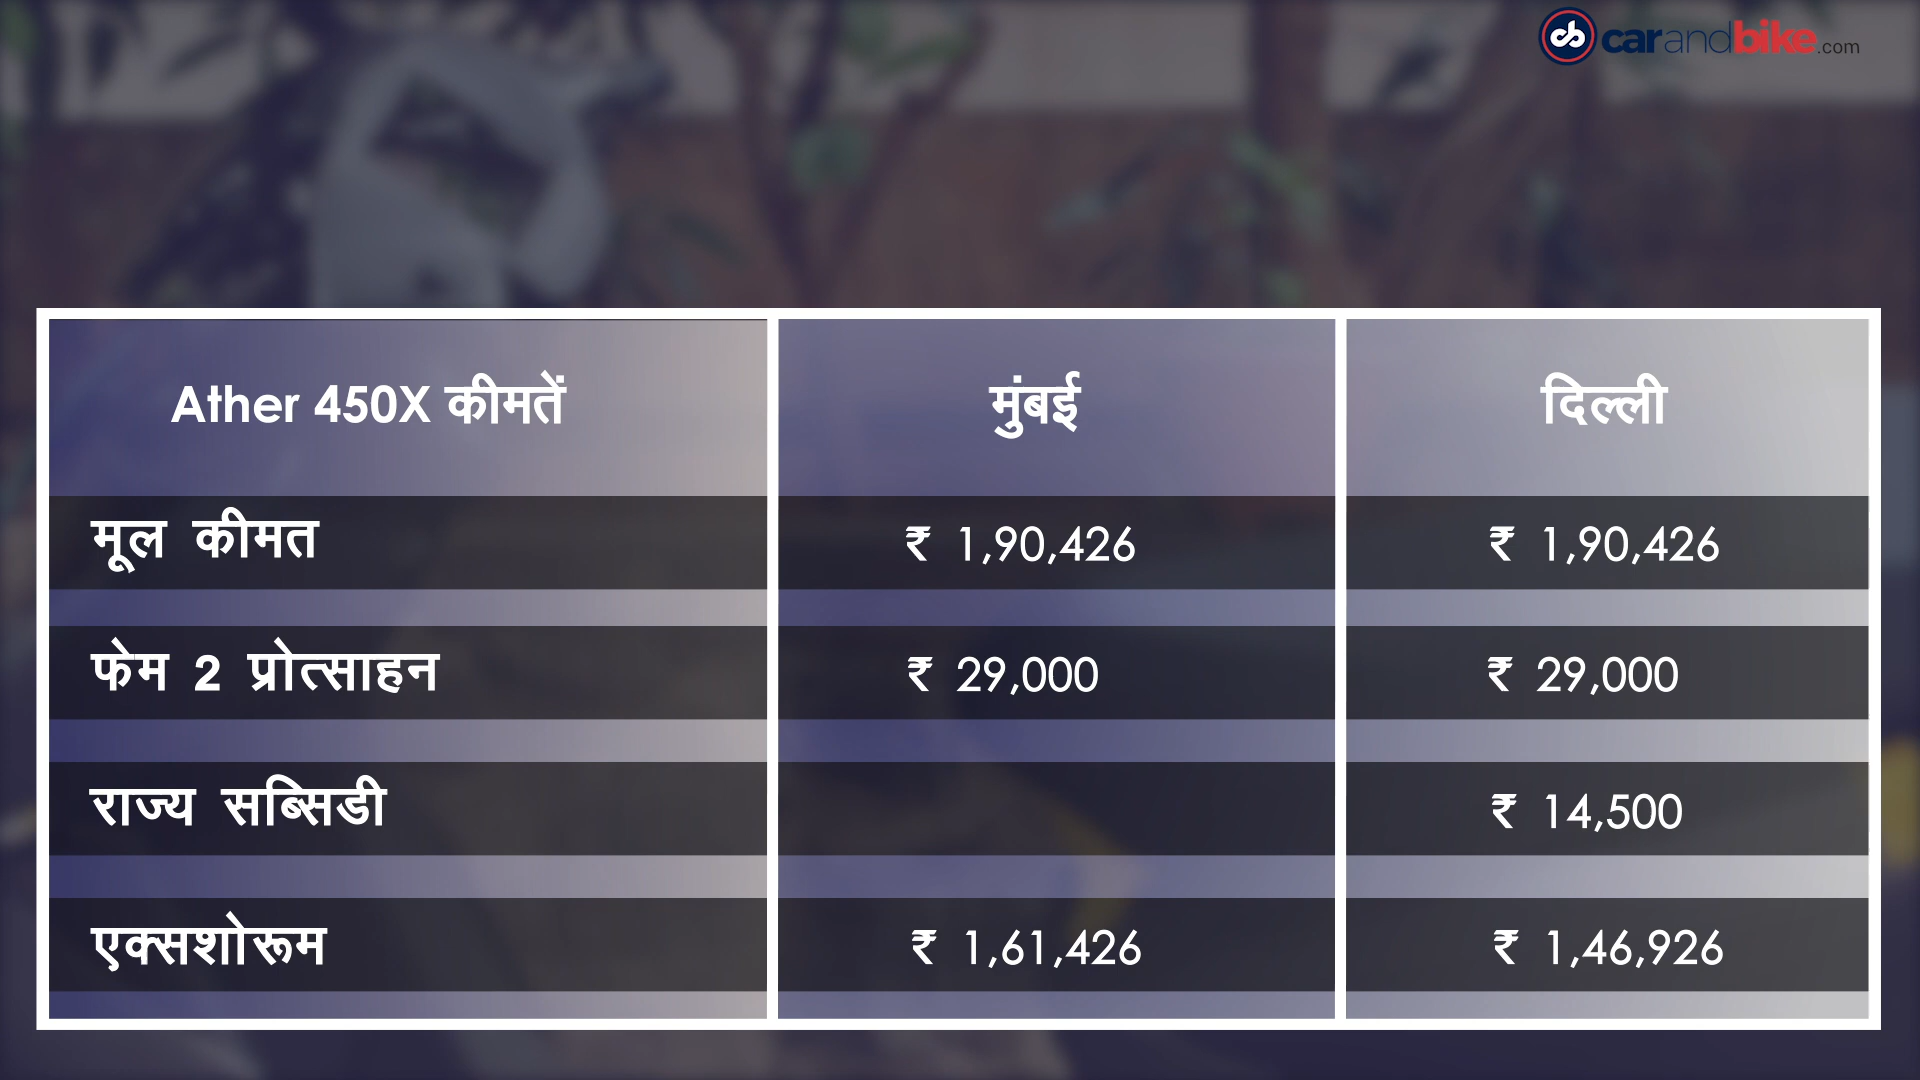 carandbike.com
Ather 450X कीमतें मुंबई दिल्ली
मूल कीमत ₹ 1,90,426 ₹ 1,90,426
फेम 2 प्रोत्साहन ₹ 29,000 ₹ 29,000
राज्य सब्सिडी ₹ 14,500
एक्सशोरूम ₹ 1,61,426 ₹ 1,46,926